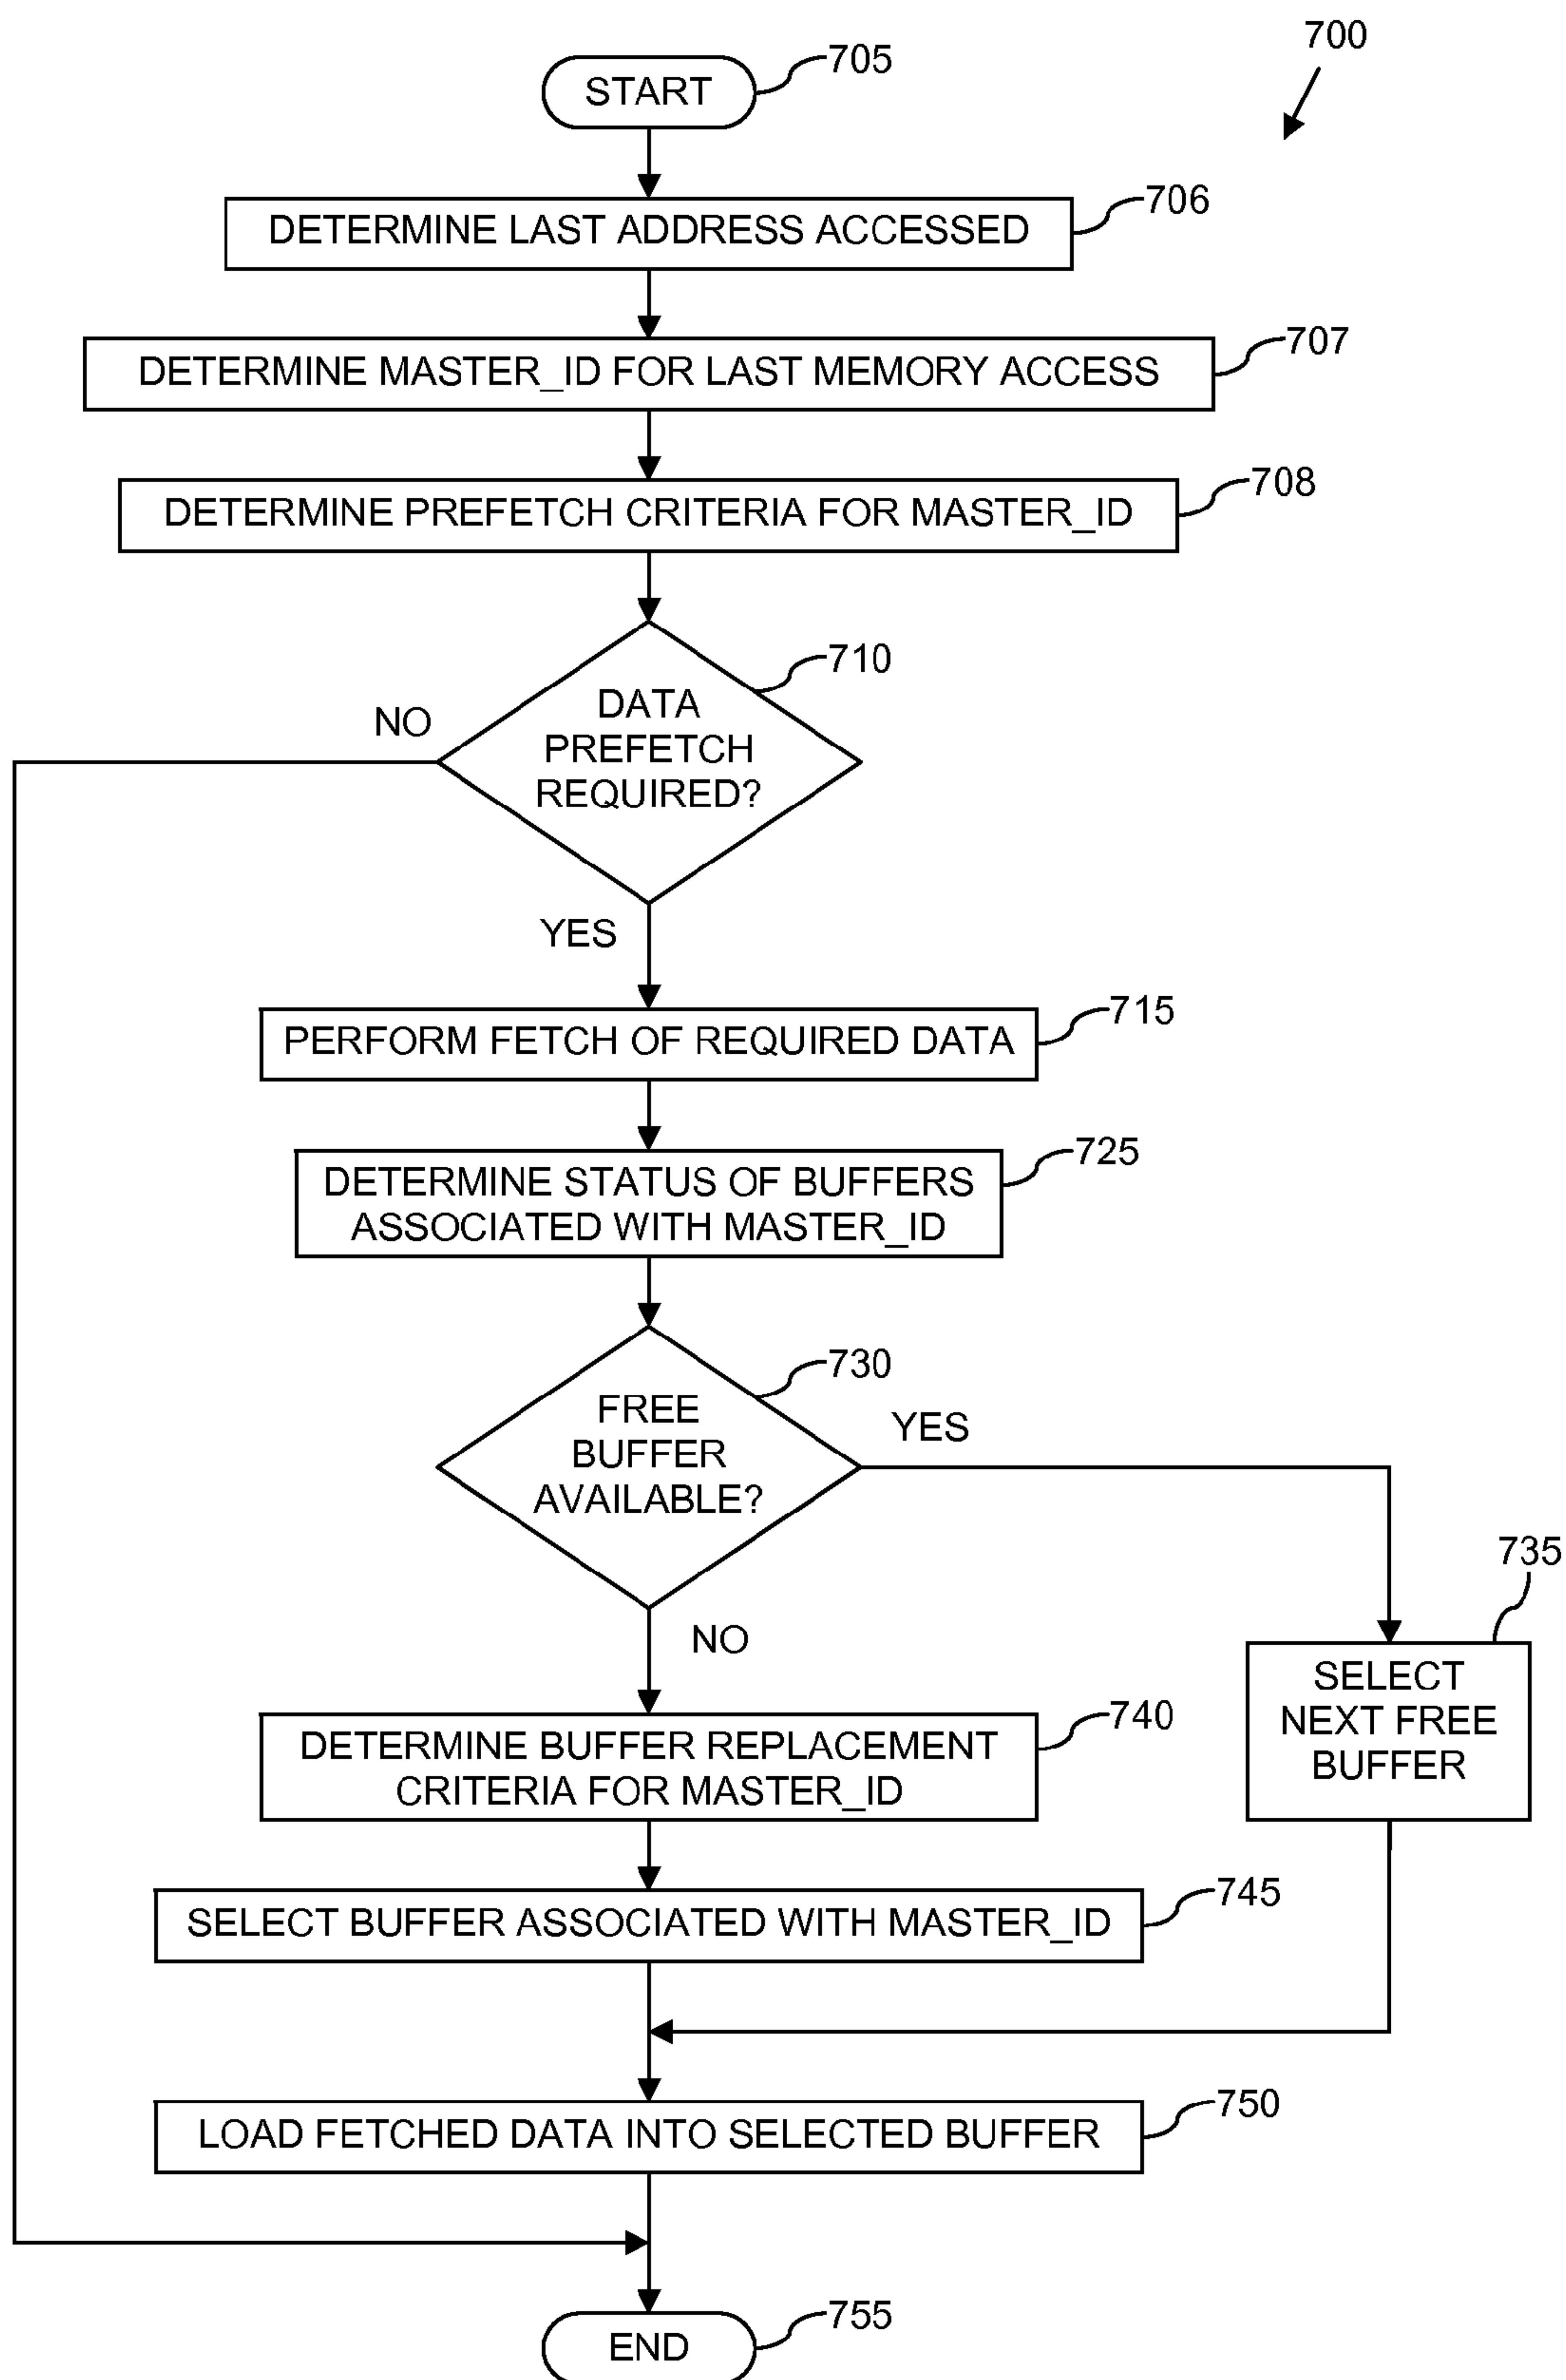 700
START
705
DETERMINE LAST ADDRESS ACCESSED
706
DETERMINE MASTER_ID FOR LAST MEMORY ACCESS
707
DETERMINE PREFETCH CRITERIA FOR MASTER_ID
708
DATA
PREFETCH
REQUIRED?
710
NO
YES
PERFORM FETCH OF REQUIRED DATA
715
DETERMINE STATUS OF BUFFERS
ASSOCIATED WITH MASTER_ID
725
FREE
BUFFER
AVAILABLE?
730
YES
NO
SELECT
NEXT FREE
BUFFER
735
DETERMINE BUFFER REPLACEMENT
CRITERIA FOR MASTER_ID
740
SELECT BUFFER ASSOCIATED WITH MASTER_ID
745
LOAD FETCHED DATA INTO SELECTED BUFFER
750
END
755